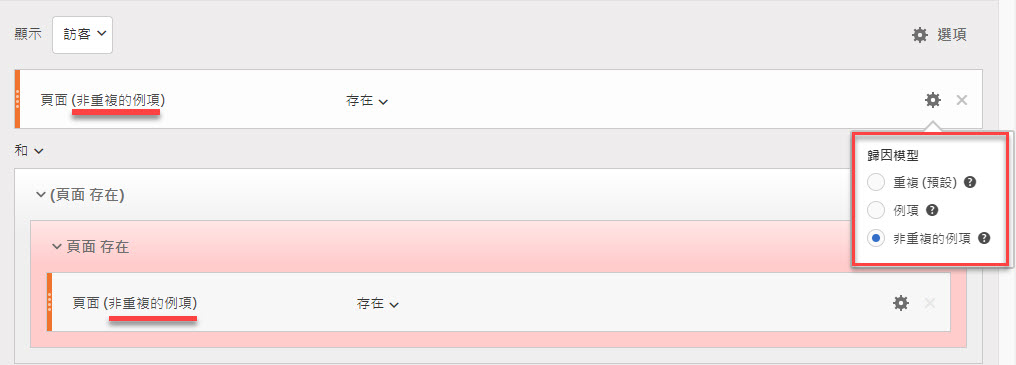 顯示 訪客 選項
頁面 (非重複的例項) 存在
和
歸因模型
重複 (預設)
例項
非重複的例項
(頁面 存在)
頁面 存在
頁面 (非重複的例項) 存在